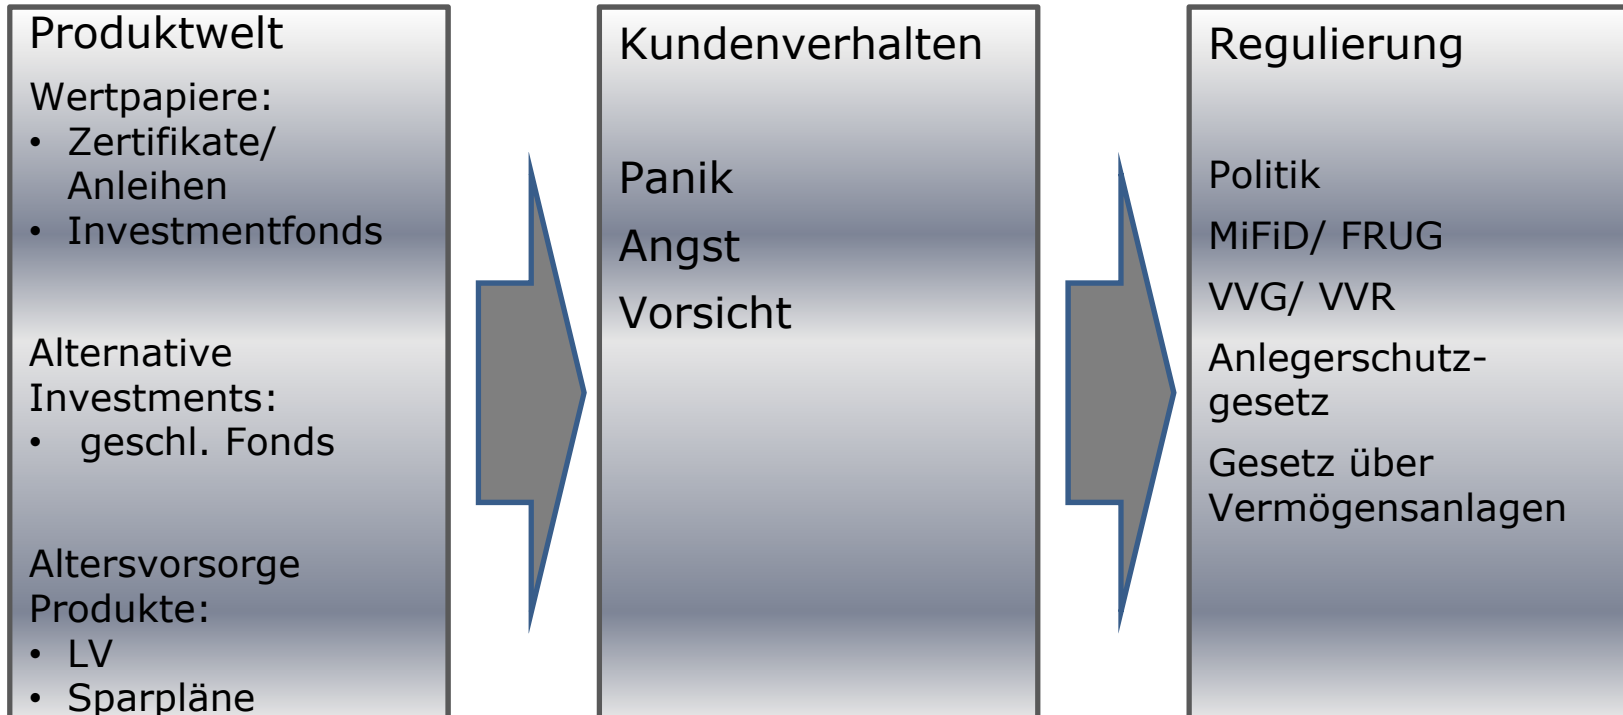 Produktwelt
Wertpapiere:
• Zertifikate/
Anleihen
• Investmentfonds
Alternative
Investments:
• geschl. Fonds
Altersvorsorge
Produkte:
• LV
• Sparpläne
Kundenverhalten
Panik
Angst
Vorsicht
Regulierung
Politik
MiFiD/ FRUG
VVG/ VVR
Anlegerschutz-
gesetz
Gesetz über
Vermögensanlagen